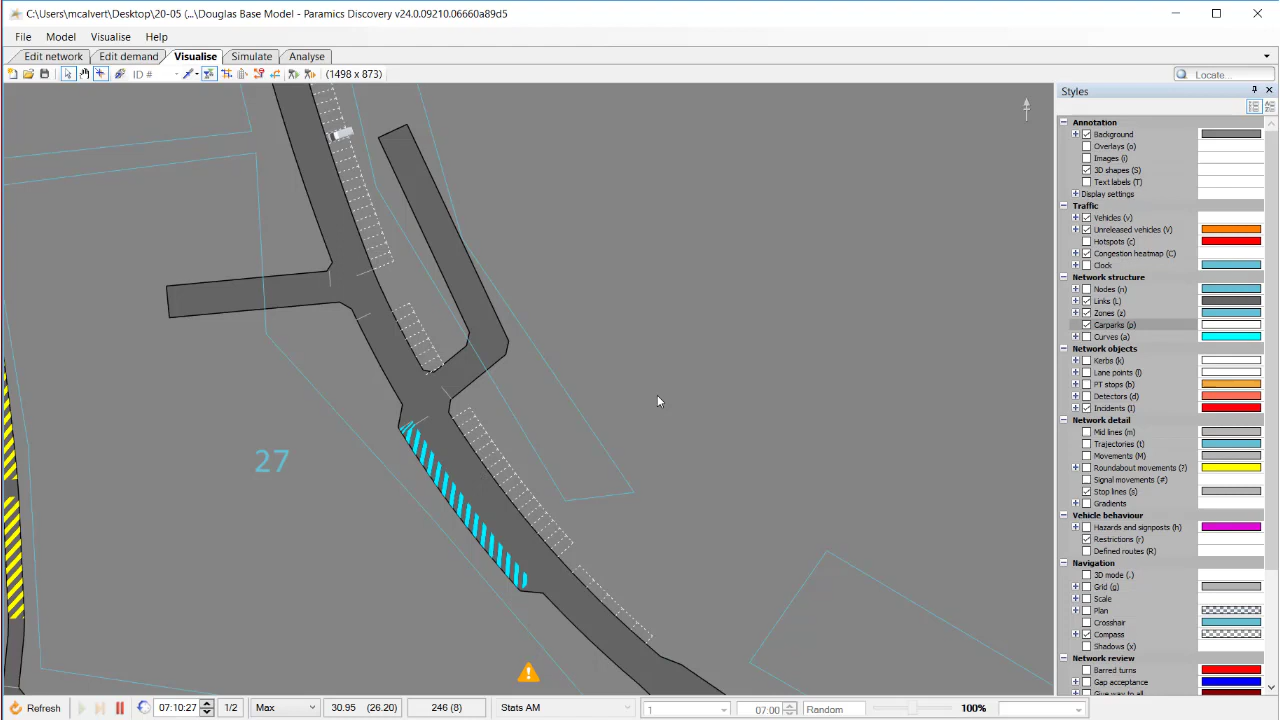 C:\Users\mcalvert\Desktop\20-05 (...\Douglas Base Model - Paramics Discovery v24.0.09210.06660a89d5
File Model Visualise Help
Edit network Edit demand Visualise Simulate Analyse
ID # (1498 x 873) Locate...
Styles
Annotation
Background
Overlays (o)
Images (i)
3D shapes (S)
Text labels (T)
Display settings
Traffic
Vehicles (v)
Unreleased vehicles (V)
Hotspots (c)
Congestion heatmap (C)
Clock
Network structure
Nodes (n)
Links (L)
Zones (z)
Carparks (p)
Curves (a)
Network objects
Kerbs (k)
Lane points (l)
PT stops (b)
Detectors (d)
Incidents (I)
Network detail
Mid lines (m)
Trajectories (t)
Movements (M)
Roundabout movements (?)
Signal movements (#)
Stop lines (s)
Gradients
Vehicle behaviour
Hazards and signposts (h)
Restrictions (r)
Defined routes (R)
Navigation
3D mode (.)
Grid (g)
Scale
Plan
Crosshair
Compass
Shadows (x)
Network review
Barred turns
Gap acceptance
Give way to all
27
Refresh 07:10:27 1/2 Max 30.93 (26.20) 246 (8) Stats AM 1 07:00 Random 100%